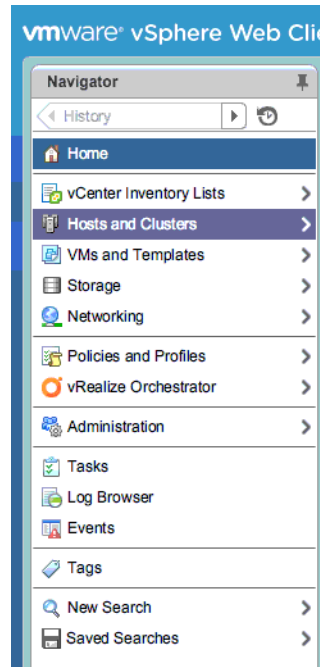 vmware® vSphere Web Cli
Navigator
History
Home
vCenter Inventory Lists
Hosts and Clusters
VMs and Templates
Storage
Networking
Policies and Profiles
vRealize Orchestrator
Administration
Tasks
Log Browser
Events
Tags
New Search
Saved Searches